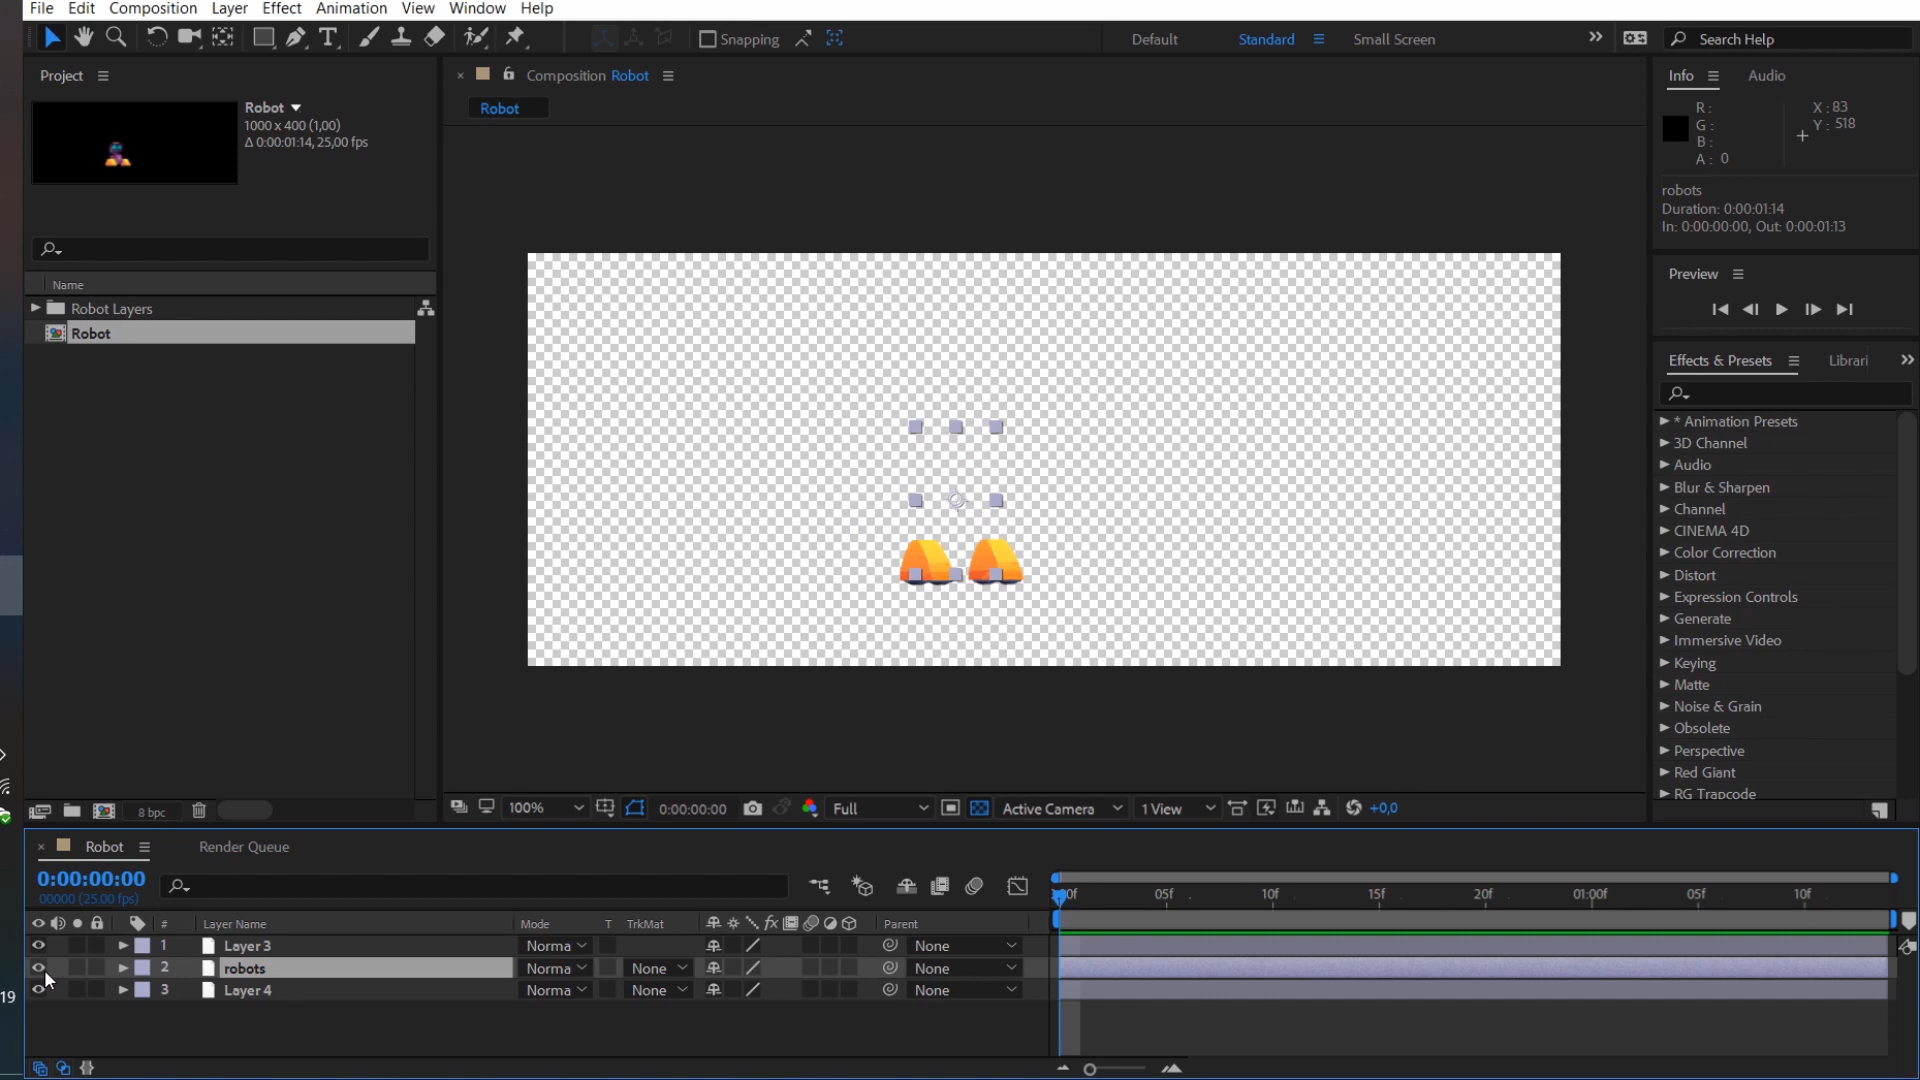 File Edit Composition Layer Effect Animation View Window Help
Snapping Default Standard Small Screen Search Help
Project
Robot
1000 x 400 (1,00)
Δ 0:00:01:14, 25,00 fps
Name
Robot Layers
Robot
8 bpc
Composition Robot
Robot
100% 0:00:00:00 Full Active Camera 1 View +0,0
Info Audio
R: X: 83
G: Y: 518
B:
A: 0
robots
Duration: 0:00:01:14
In: 0:00:00:00, Out: 0:00:01:13
Preview
Effects & Presets Librari
* Animation Presets
3D Channel
Audio
Blur & Sharpen
Channel
CINEMA 4D
Color Correction
Distort
Expression Controls
Generate
Immersive Video
Keying
Matte
Noise & Grain
Obsolete
Perspective
Red Giant
RG Trapcode
Robot Render Queue
0:00:00:00
00000 (25.00 fps)
05f 10f 15f 20f 01:00f 05f 10f
# Layer Name Mode T TrkMat Parent
1 Layer 3 Norma None
2 robots Norma None None
3 Layer 4 Norma None None
19